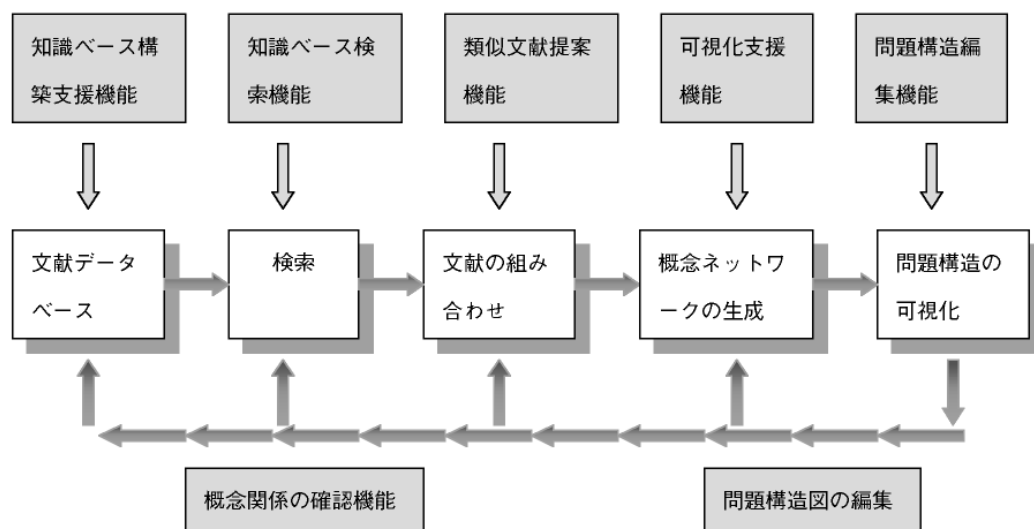 知識ベース構
築支援機能
知識ベース検
索機能
類似文献提案
機能
可視化支援
機能
問題構造編
集機能
文献データ
ベース
検索
文献の組み
合わせ
概念ネットワ
ークの生成
問題構造の
可視化
概念関係の確認機能
問題構造図の編集